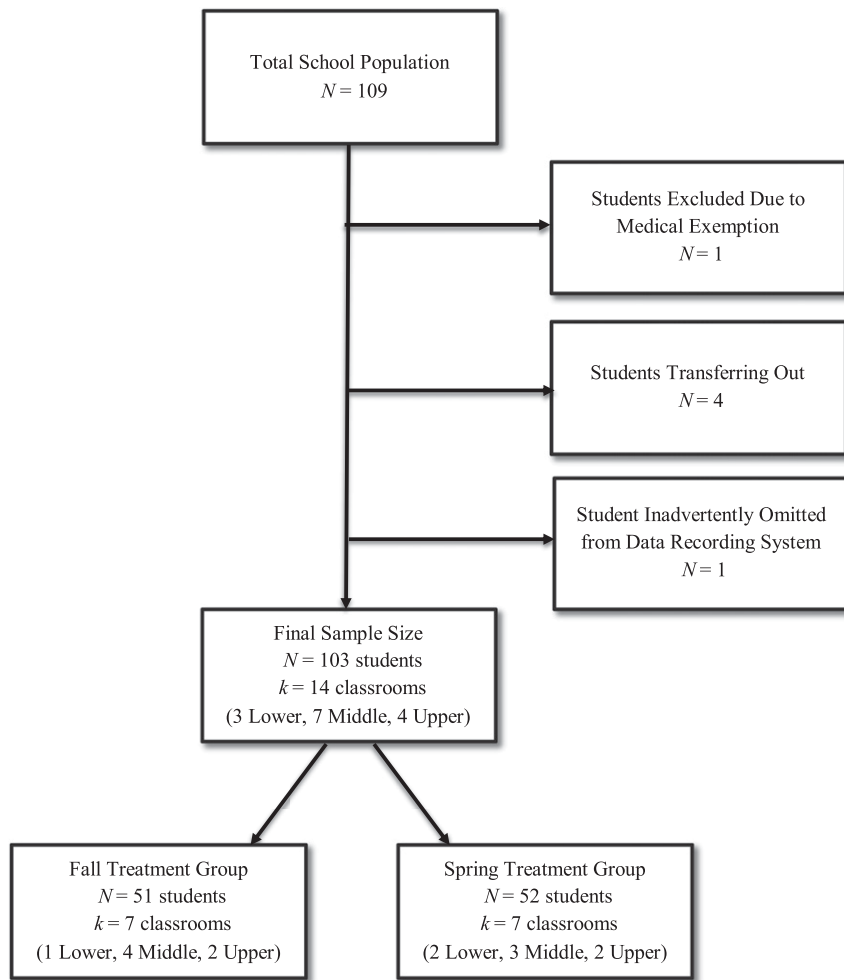 Total School Population
N = 109
Students Excluded Due to
Medical Exemption
N = 1
Students Transferring Out
N = 4
Student Inadvertently Omitted
from Data Recording System
N = 1
Final Sample Size
N = 103 students
k = 14 classrooms
(3 Lower, 7 Middle, 4 Upper)
Fall Treatment Group
N = 51 students
k = 7 classrooms
(1 Lower, 4 Middle, 2 Upper)
Spring Treatment Group
N = 52 students
k = 7 classrooms
(2 Lower, 3 Middle, 2 Upper)